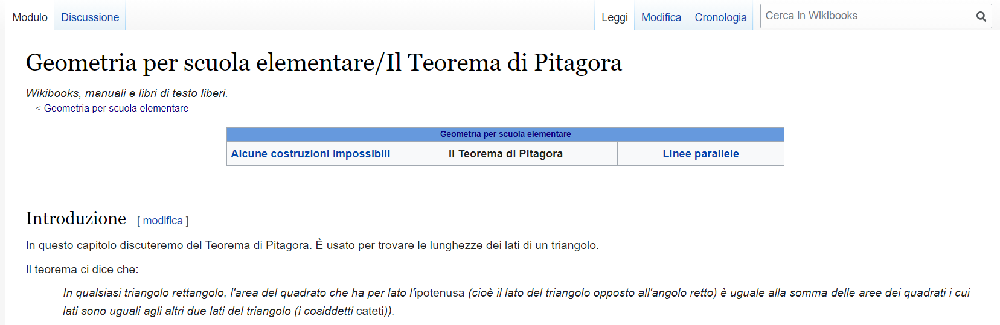 Modulo Discussione Leggi Modifica Cronologia Cerca in Wikibooks
Geometria per scuola elementare/Il Teorema di Pitagora
Wikibooks, manuali e libri di testo liberi.
< Geometria per scuola elementare
Geometria per scuola elementare
Alcune costruzioni impossibili Il Teorema di Pitagora Linee parallele
Introduzione [ modifica ]
In questo capitolo discuteremo del Teorema di Pitagora. È usato per trovare le lunghezze dei lati di un triangolo.
Il teorema ci dice che:
In qualsiasi triangolo rettangolo, l'area del quadrato che ha per lato l'ipotenusa (cioè il lato del triangolo opposto all'angolo retto) è uguale alla somma delle aree dei quadrati i cui
lati sono uguali agli altri due lati del triangolo (i cosiddetti cateti)).